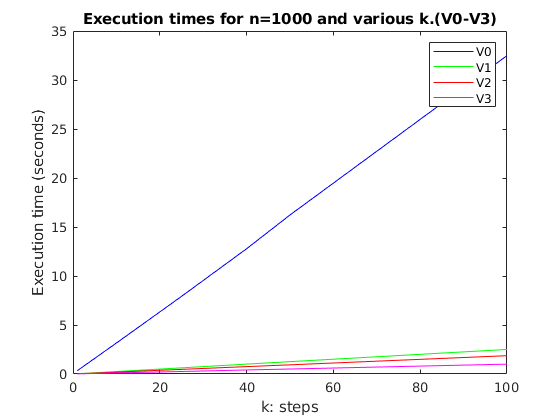 Execution times for n=1000 and various k.(V0-V3)
35
30
25
20
15
10
5
0
Execution time (seconds)
V0
V1
V2
V3
0 20 40 60 80 100
k: steps